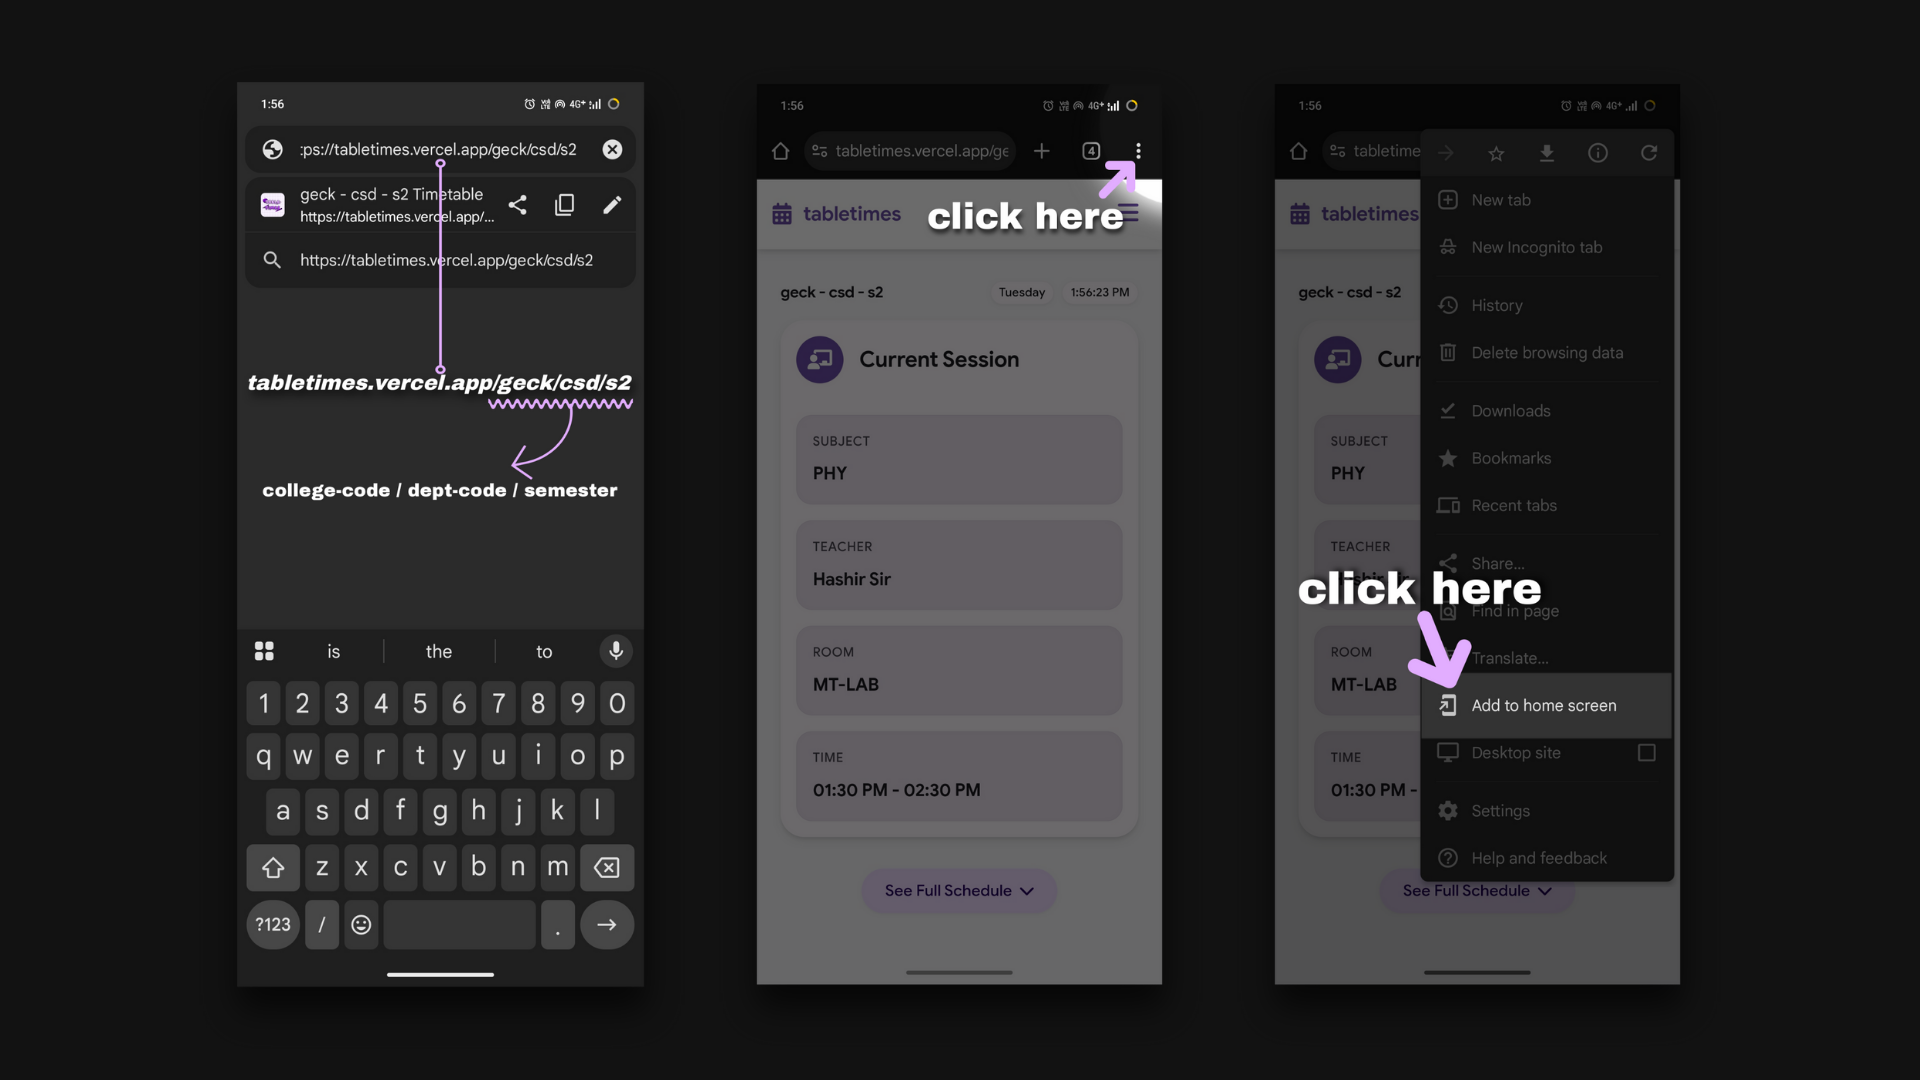 1:56
4G+
:ps://tabletimes.vercel.app/geck/csd/s2
geck - csd - s2 Timetable
https://tabletimes.vercel.app/...
https://tabletimes.vercel.app/geck/csd/s2
tabletimes.vercel.app/geck/csd/s2
college-code / dept-code / semester
is the to
1 2 3 4 5 6 7 8 9 0
q w e r t y u i o p
a s d f g h j k l
z x c v b n m
?123 / .
1:56
4G+
tabletimes.vercel.app/ge
4
tabletimes
click here
geck - csd - s2 Tuesday 1:56:23 PM
Current Session
SUBJECT
PHY
TEACHER
Hashir Sir
ROOM
MT-LAB
TIME
01:30 PM - 02:30 PM
See Full Schedule
1:56
4G+
tabletime
tabletimes
geck - csd - s2
Curr
SUBJECT
PHY
TEACHER
ROOM
MT-LAB
TIME
01:30 PM -
See Full Schedule
New tab
New Incognito tab
History
Delete browsing data
Downloads
Bookmarks
Recent tabs
Share...
click here
Find in page
Translate...
Add to home screen
Desktop site
Settings
Help and feedback